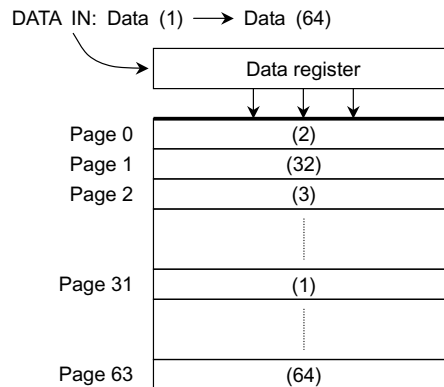 DATA IN: Data (1) → Data (64)
Data register
Page 0 (2)
Page 1 (32)
Page 2 (3)
Page 31 (1)
Page 63 (64)